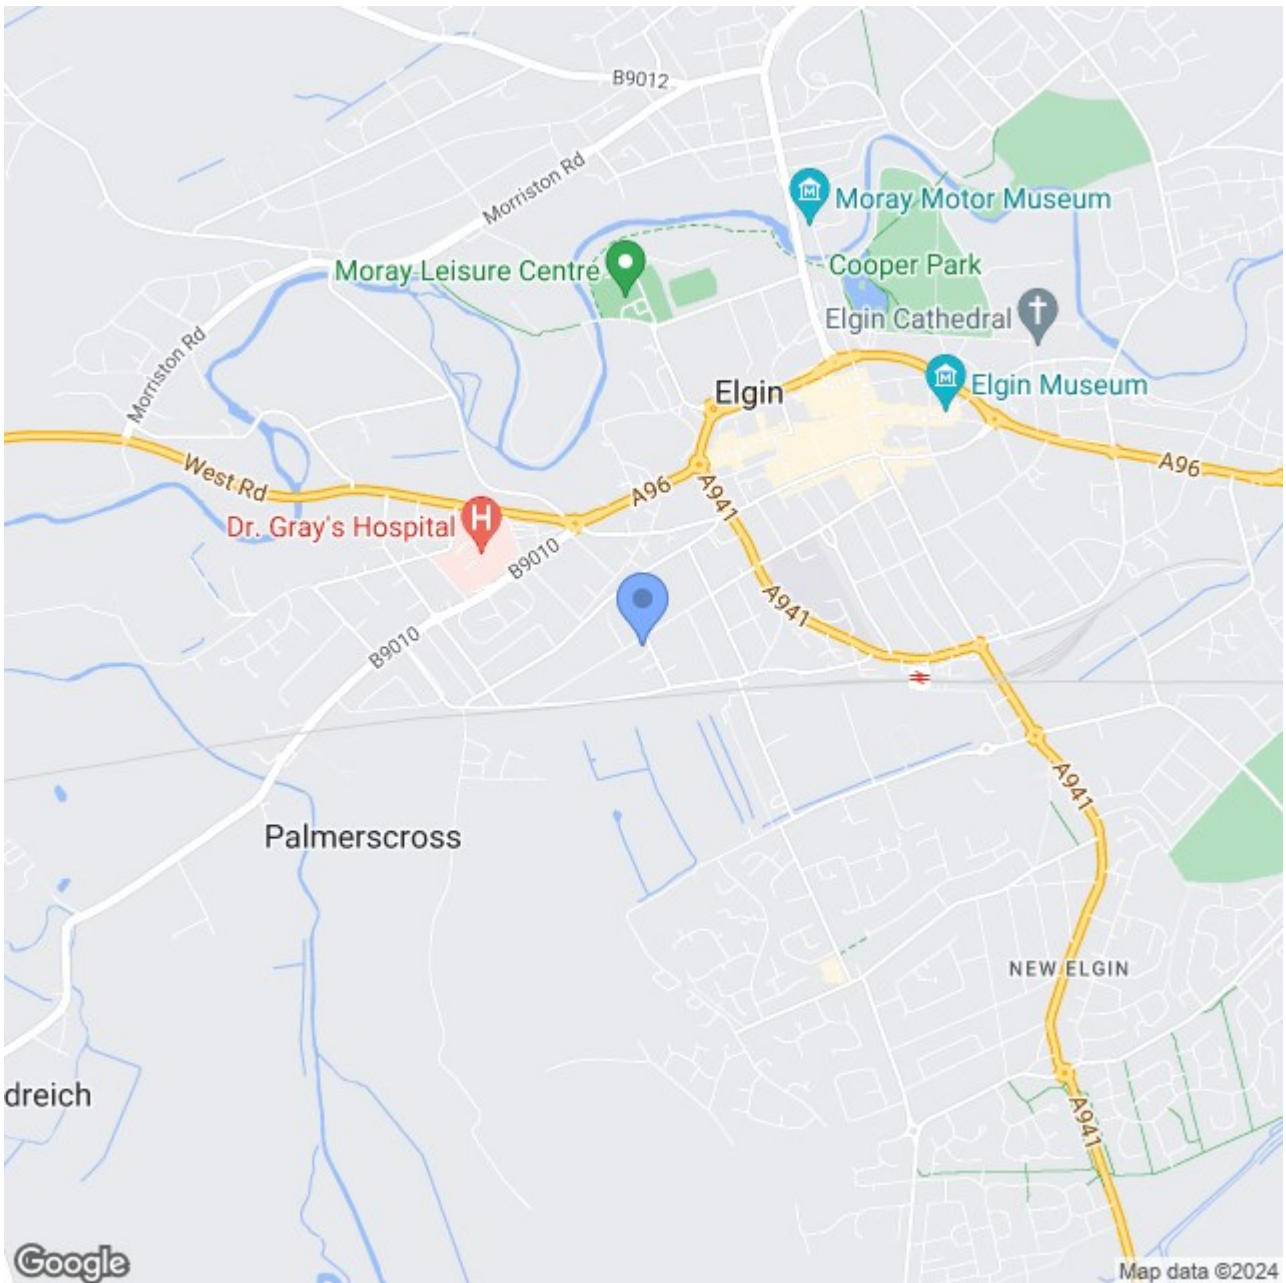 B9012
Morriston Rd
Moray Motor Museum
Moray Leisure Centre
Cooper Park
Elgin Cathedral
Morriston Rd
Elgin
Elgin Museum
West Rd
A96
A96
A941
Dr. Gray's Hospital
H
B9010
A941
B9010
A941
Palmerscross
NEW ELGIN
dreich
A941
Google
Map data ©2024